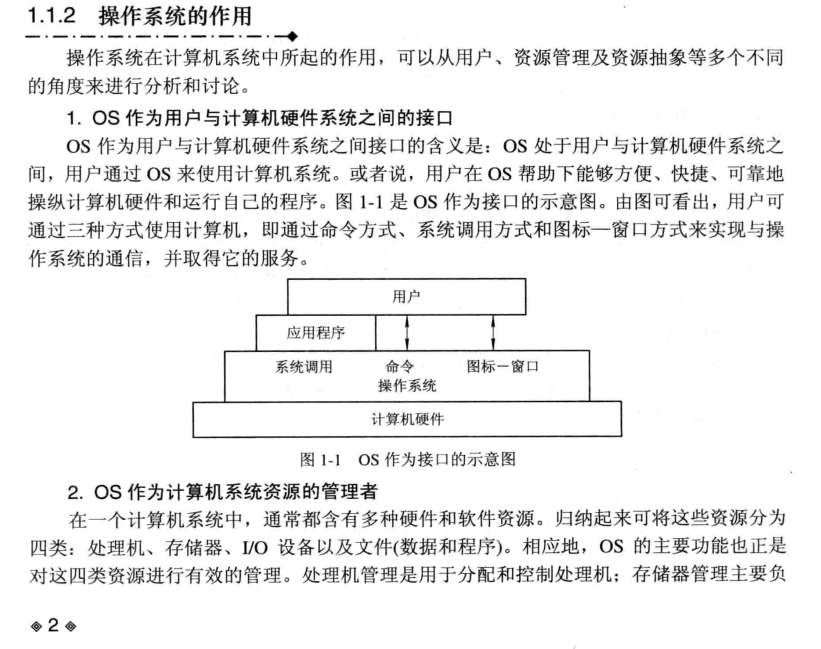 1.1.2 操作系统的作用
操作系统在计算机系统中所起的作用，可以从用户、资源管理及资源抽象等多个不同
的角度来进行分析和讨论。
1. OS 作为用户与计算机硬件系统之间的接口
OS 作为用户与计算机硬件系统之间接口的含义是：OS 处于用户与计算机硬件系统之
间，用户通过 OS 来使用计算机系统。或者说，用户在 OS 帮助下能够方便、快捷、可靠地
操纵计算机硬件和运行自己的程序。图 1-1 是 OS 作为接口的示意图。由图可看出，用户可
通过三种方式使用计算机，即通过命令方式、系统调用方式和图标—窗口方式来实现与操
作系统的通信，并取得它的服务。
用户
应用程序
系统调用 命令 图标－窗口
操作系统
计算机硬件
图 1-1 OS 作为接口的示意图
2. OS 作为计算机系统资源的管理者
在一个计算机系统中，通常都含有多种硬件和软件资源。归纳起来可将这些资源分为
四类：处理机、存储器、I/O 设备以及文件(数据和程序)。相应地，OS 的主要功能也正是
对这四类资源进行有效的管理。处理机管理是用于分配和控制处理机；存储器管理主要负
2